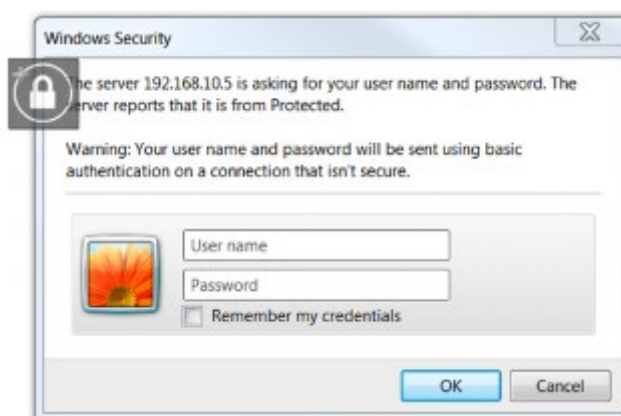 Windows Security
The server 192.168.10.5 is asking for your user name and password. The
server reports that it is from Protected.
Warning: Your user name and password will be sent using basic
authentication on a connection that isn't secure.
User name
Password
Remember my credentials
OK
Cancel